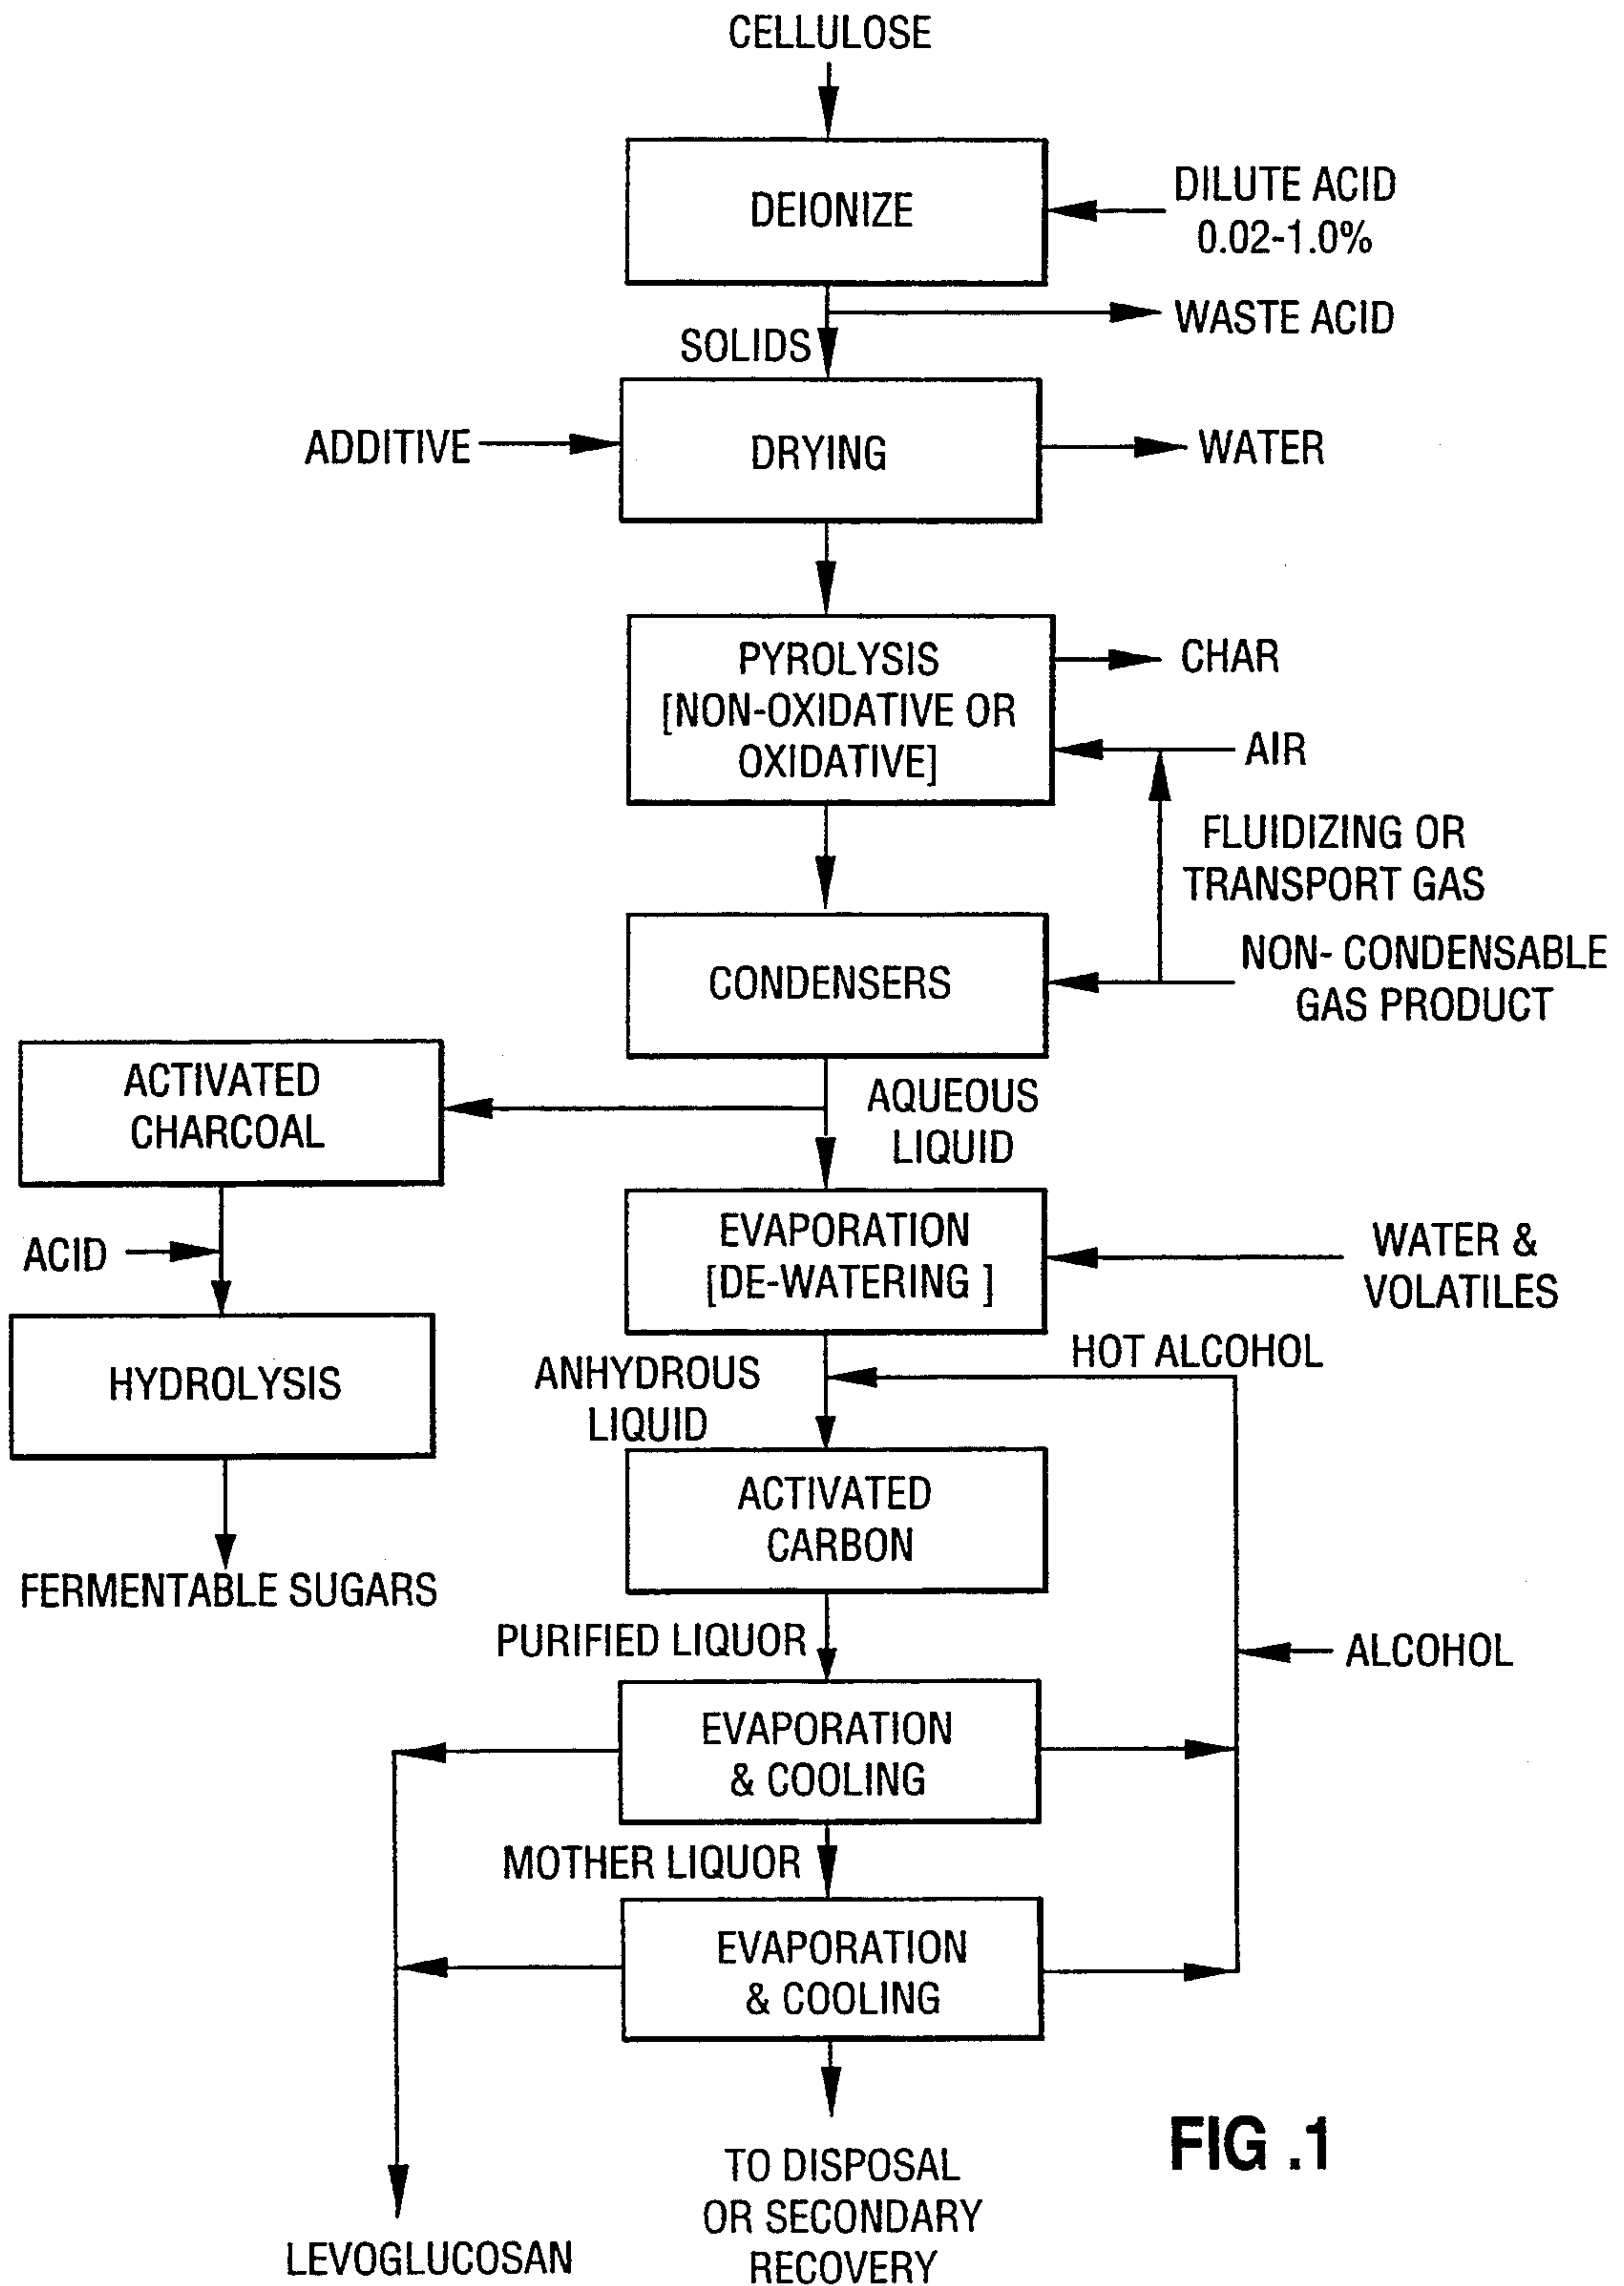 CELLULOSE
DEIONIZE
DILUTE ACID
0.02-1.0%
WASTE ACID
SOLIDS
ADDITIVE
DRYING
WATER
PYROLYSIS
[NON-OXIDATIVE OR
OXIDATIVE]
CHAR
AIR
FLUIDIZING OR
TRANSPORT GAS
CONDENSERS
NON- CONDENSABLE
GAS PRODUCT
ACTIVATED
CHARCOAL
AQUEOUS
LIQUID
ACID
EVAPORATION
[DE-WATERING ]
WATER &
VOLATILES
HYDROLYSIS
ANHYDROUS
LIQUID
HOT ALCOHOL
ACTIVATED
CARBON
FERMENTABLE SUGARS
PURIFIED LIQUOR
ALCOHOL
EVAPORATION
& COOLING
MOTHER LIQUOR
EVAPORATION
& COOLING
FIG .1
TO DISPOSAL
OR SECONDARY
RECOVERY
LEVOGLUCOSAN